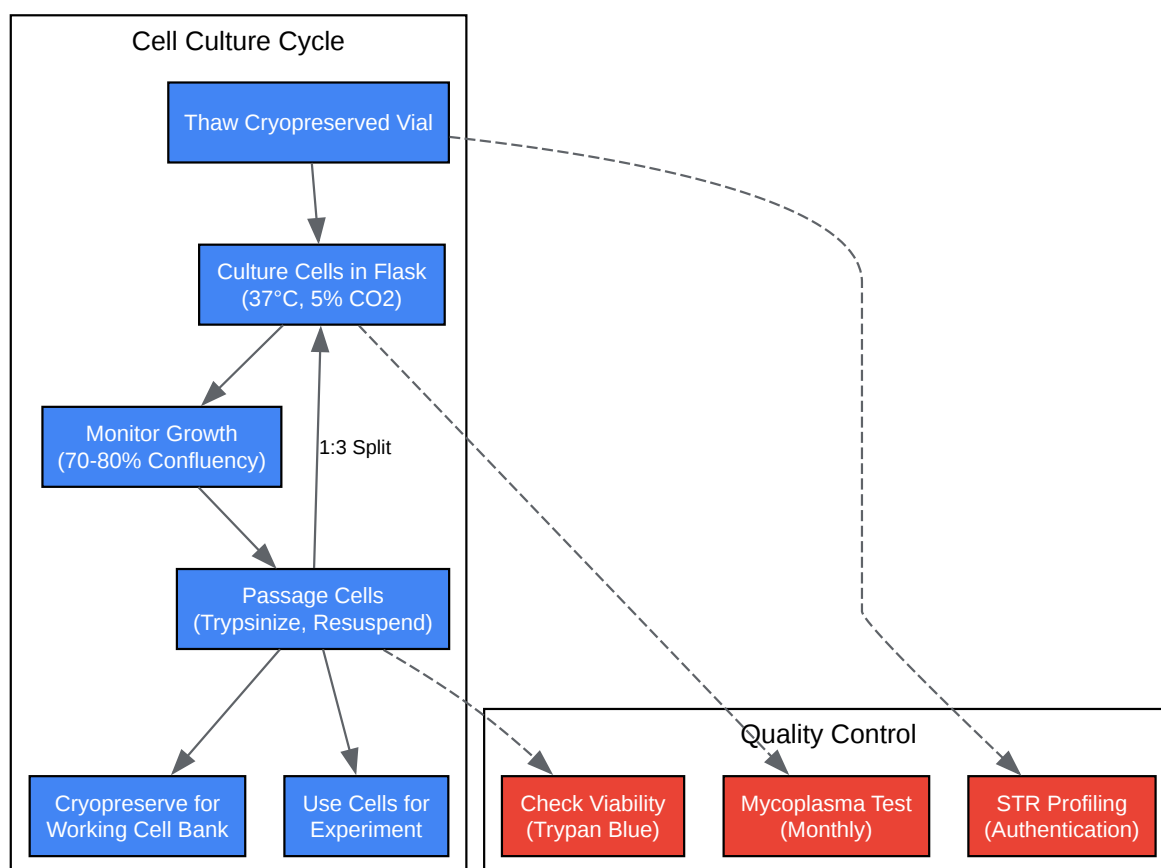 Cell Culture Cycle
Thaw Cryopreserved Vial
Culture Cells in Flask
(37°C, 5% CO2)
Monitor Growth
(70-80% Confluency)
1:3 Split
Passage Cells
(Trypsinize, Resuspend)
Cryopreserve for
Working Cell Bank
Use Cells for
Experiment
Quality Control
Check Viability
(Trypan Blue)
Mycoplasma Test
(Monthly)
STR Profiling
(Authentication)